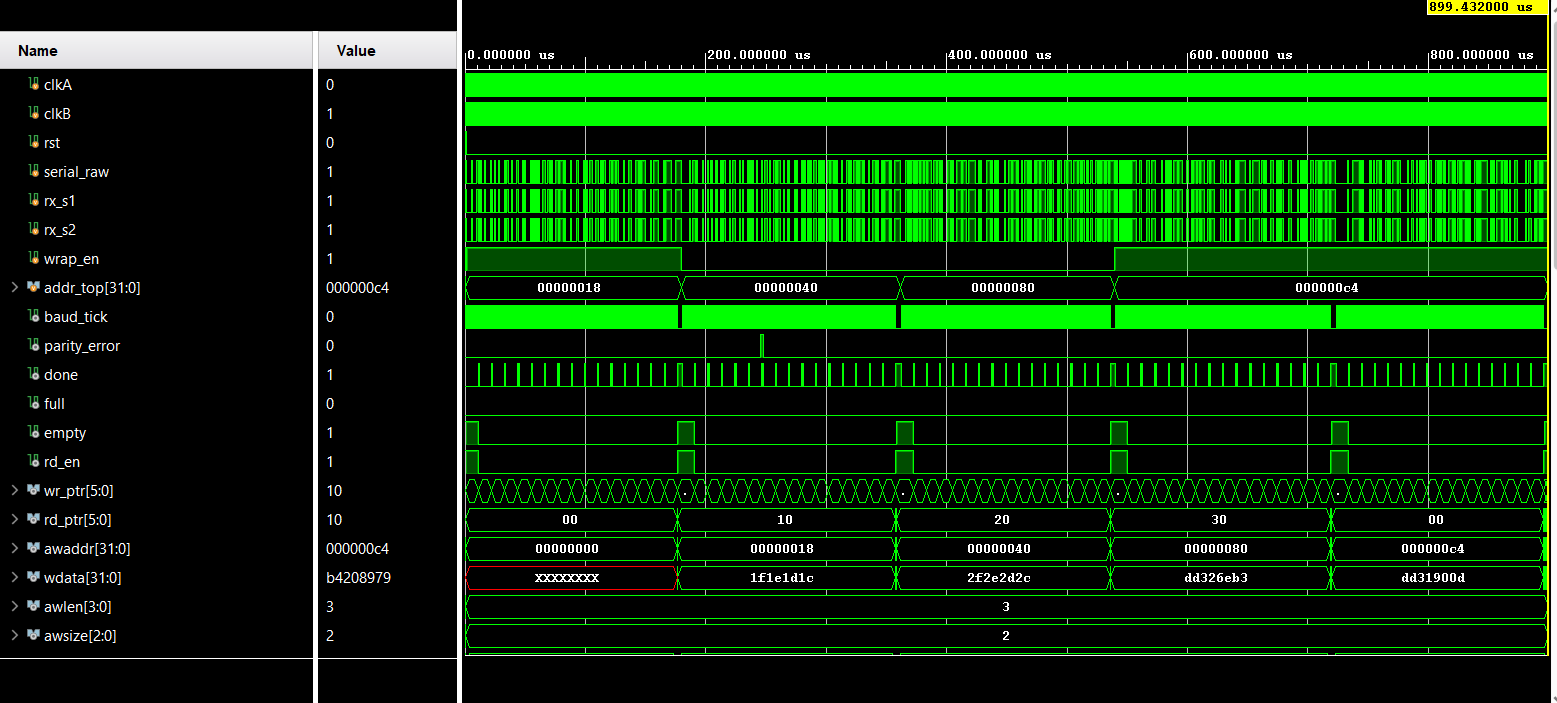 899.432000 us
Name Value
0.000000 us 200.000000 us 400.000000 us 600.000000 us 800.000000 us
clkA 0
clkB 1
rst 0
serial_raw 1
rx_s1 1
rx_s2 1
wrap_en 1
addr_top[31:0] 000000c4 00000018 00000040 00000080 000000c4
baud_tick 0
parity_error 0
done 1
full 0
empty 1
rd_en 1
wr_ptr[5:0] 10 . . . .
rd_ptr[5:0] 10 00 10 20 30 00
awaddr[31:0] 000000c4 00000000 00000018 00000040 00000080 000000c4
wdata[31:0] b4208979 XXXXXXXX 1f1e1d1c 2f2e2d2c dd326eb3 dd31900d
awlen[3:0] 3 3
awsize[2:0] 2 2